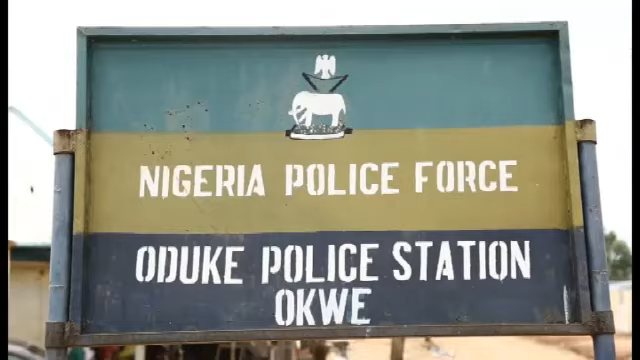 NIGERIA POLICE FORCE
ODUKE POLICE STATION
OKWE